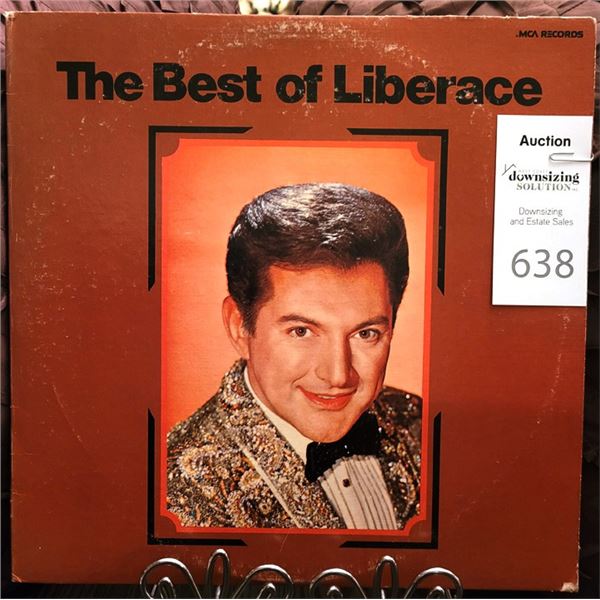 .MCA RECORDS
The Best of Liberace
Auction
downsizing
SOLUTION
Downsizing
and Estate Sales
638